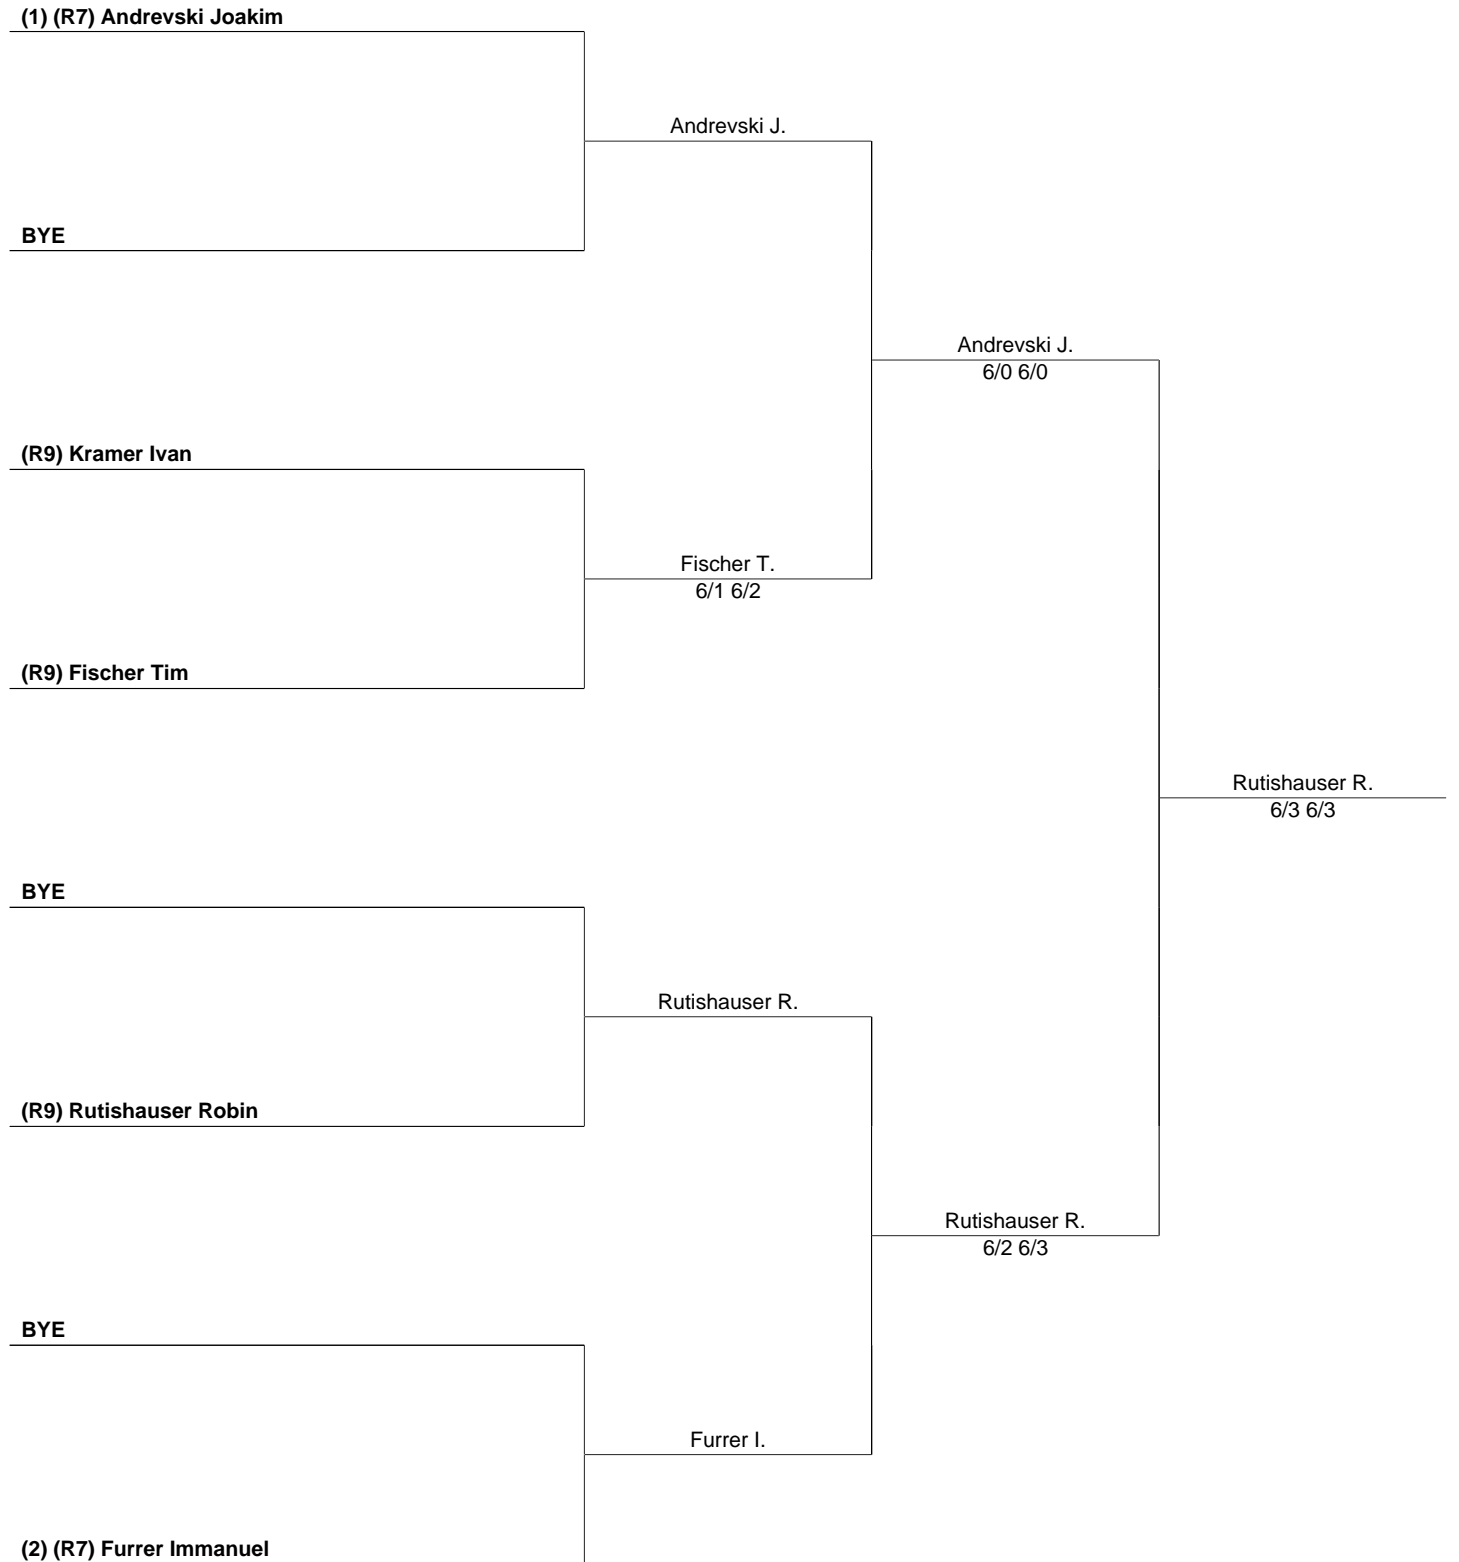 (1) (R7) Andrevski Joakim
Andrevski J.
BYE
Andrevski J.
6/0 6/0
(R9) Kramer Ivan
Fischer T.
6/1 6/2
(R9) Fischer Tim
Rutishauser R.
6/3 6/3
BYE
Rutishauser R.
(R9) Rutishauser Robin
Rutishauser R.
6/2 6/3
BYE
Furrer I.
(2) (R7) Furrer Immanuel